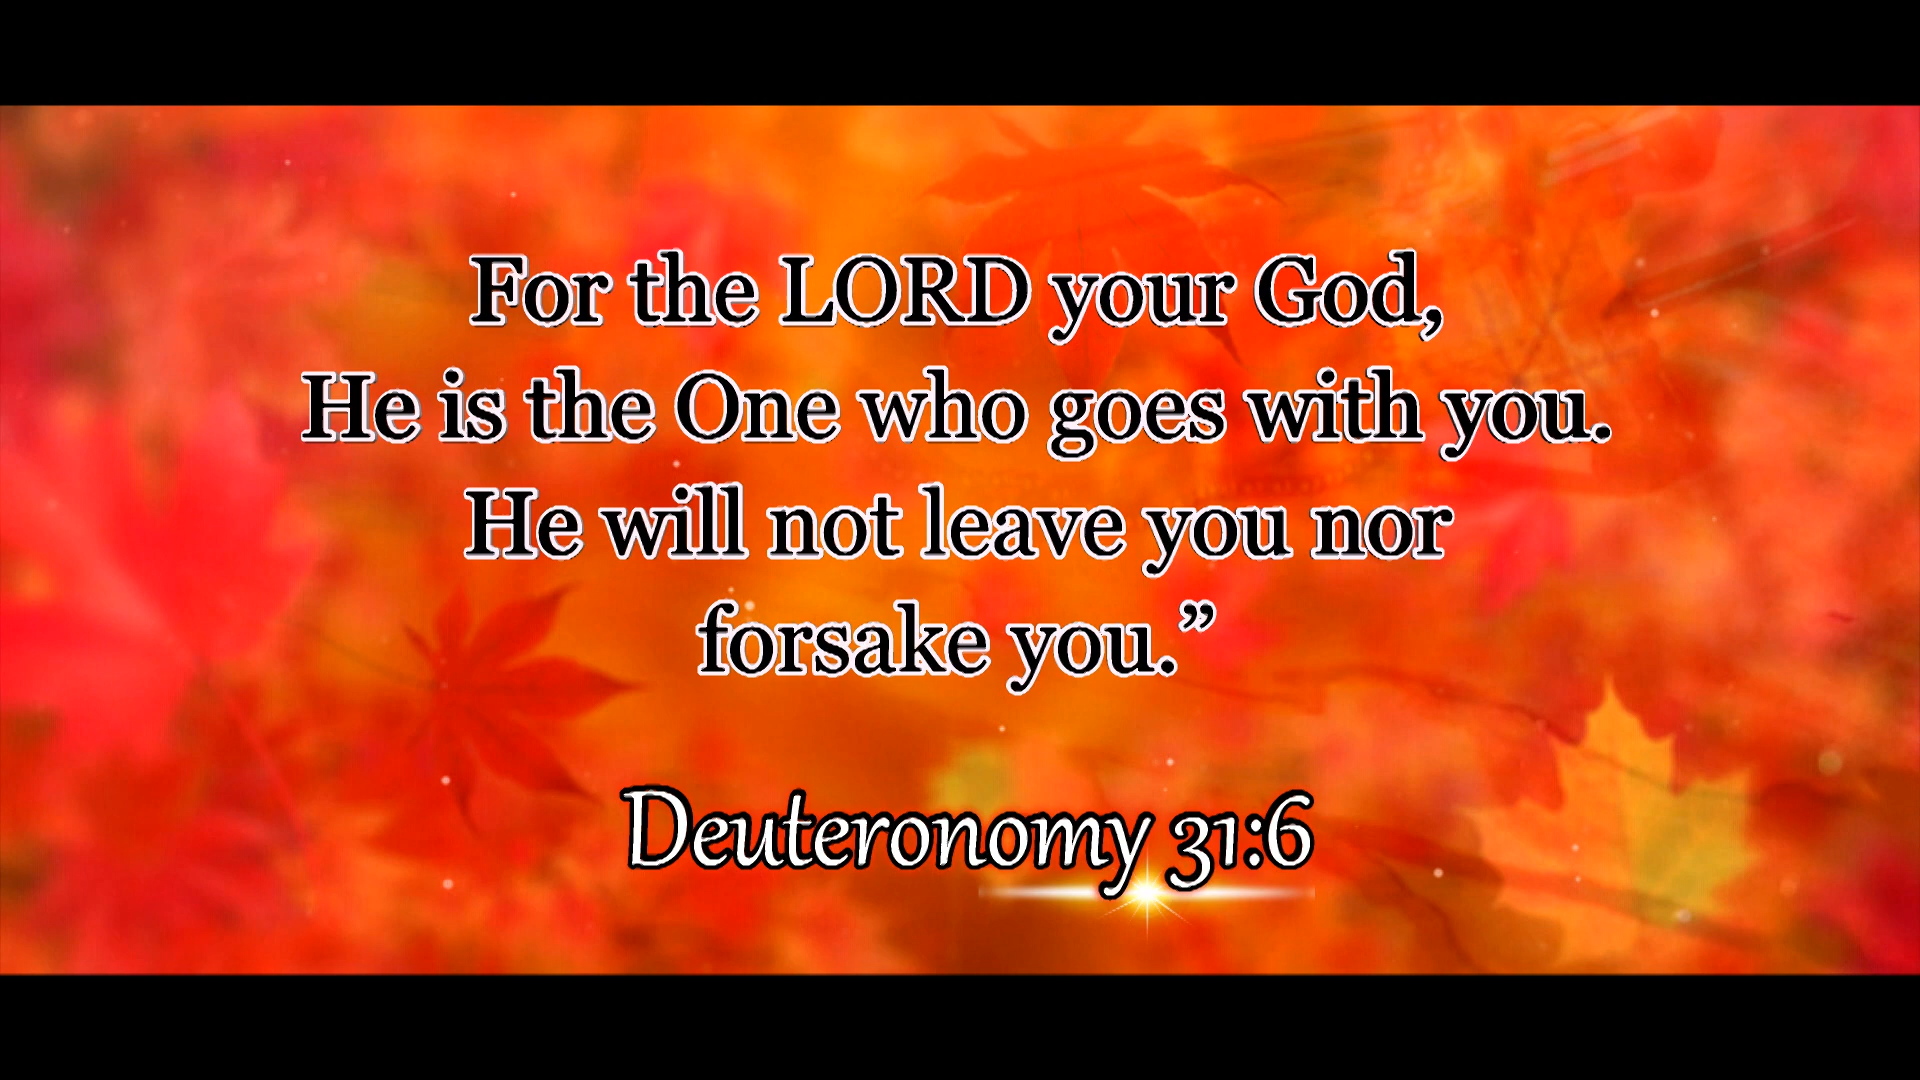 For the LORD your God,
He is the One who goes with you.
He will not leave you nor
forsake you.”
Deuteronomy 31:6